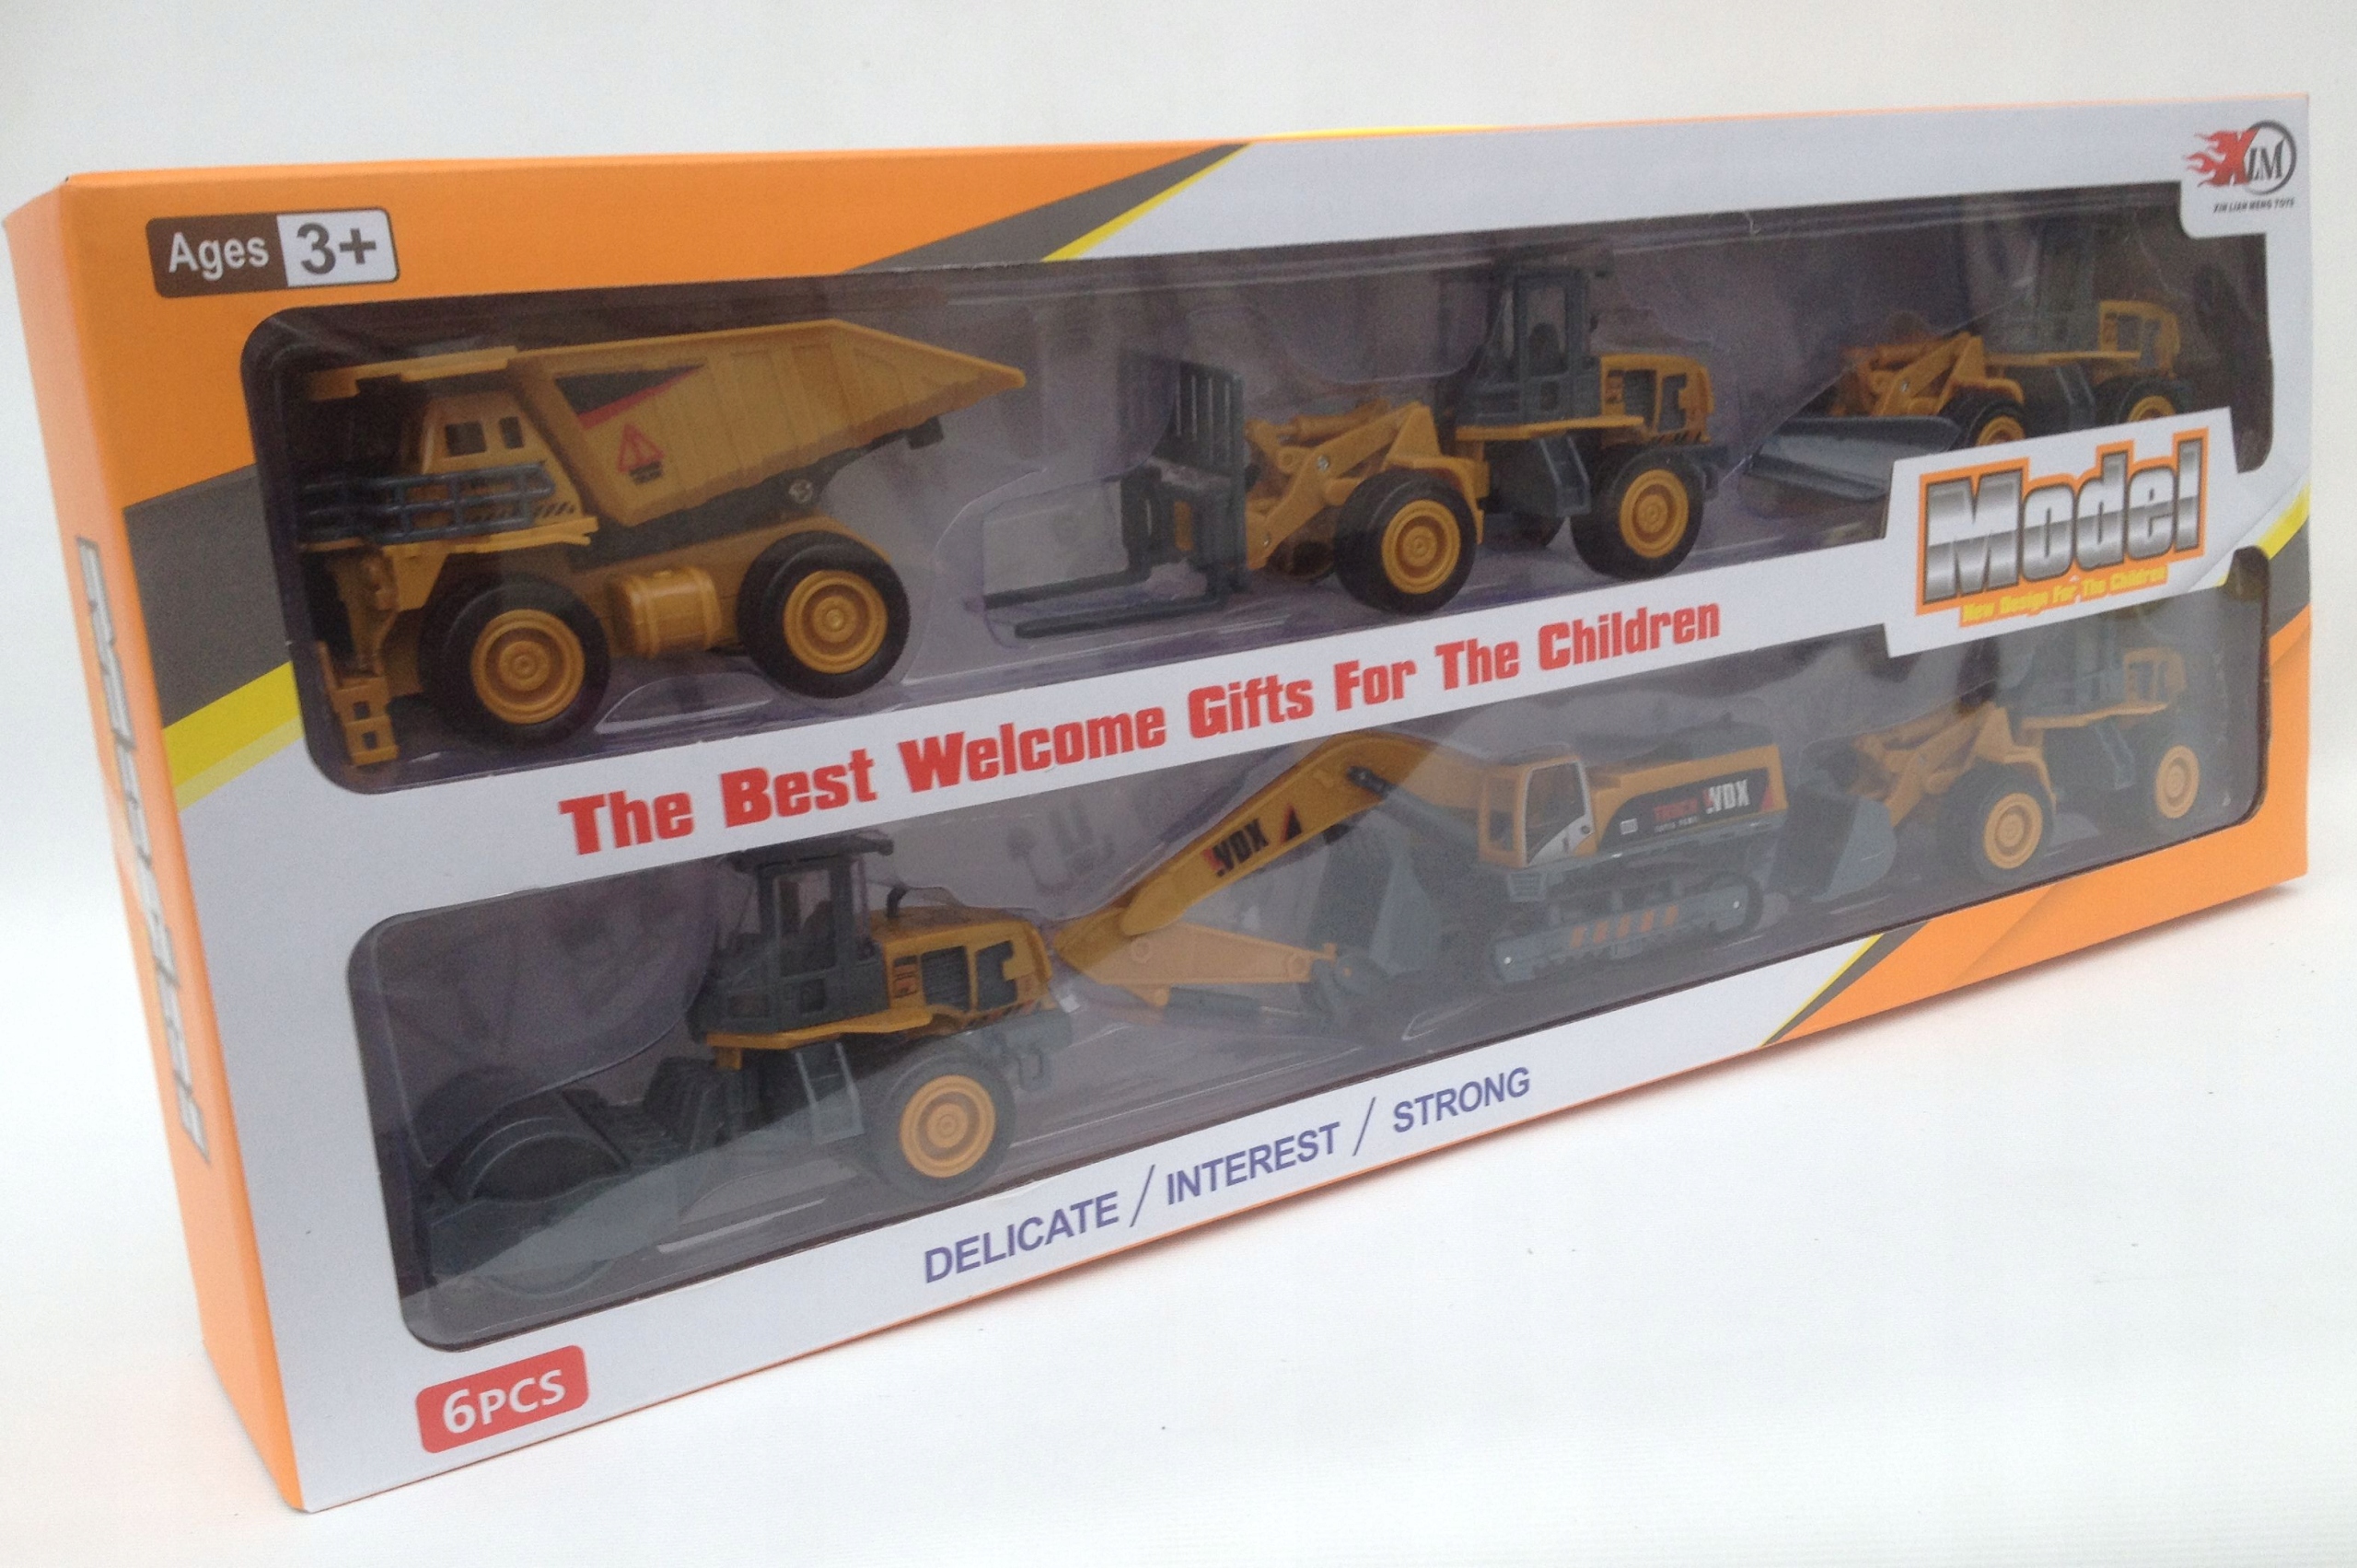 Ages 3+
XLM
XIN LIAN MENG TOYS
Model
New Design For The Children
The Best Welcome Gifts For The Children
VDX
VDX
DELICATE / INTEREST / STRONG
6PCS
Model